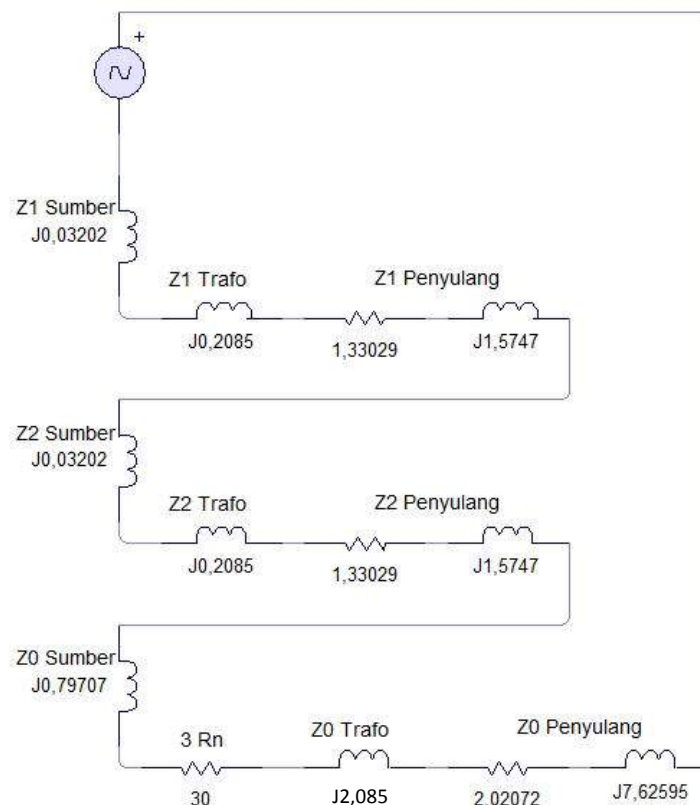 +
Z1 Sumber
J0,03202
Z1 Trafo
Z1 Penyulang
J0,2085
1,33029
J1,5747
Z2 Sumber
J0,03202
Z2 Trafo
Z2 Penyulang
J0,2085
1,33029
J1,5747
Z0 Sumber
J0,79707
3 Rn
Z0 Trafo
Z0 Penyulang
30
J2,085
2,02072
J7,62595